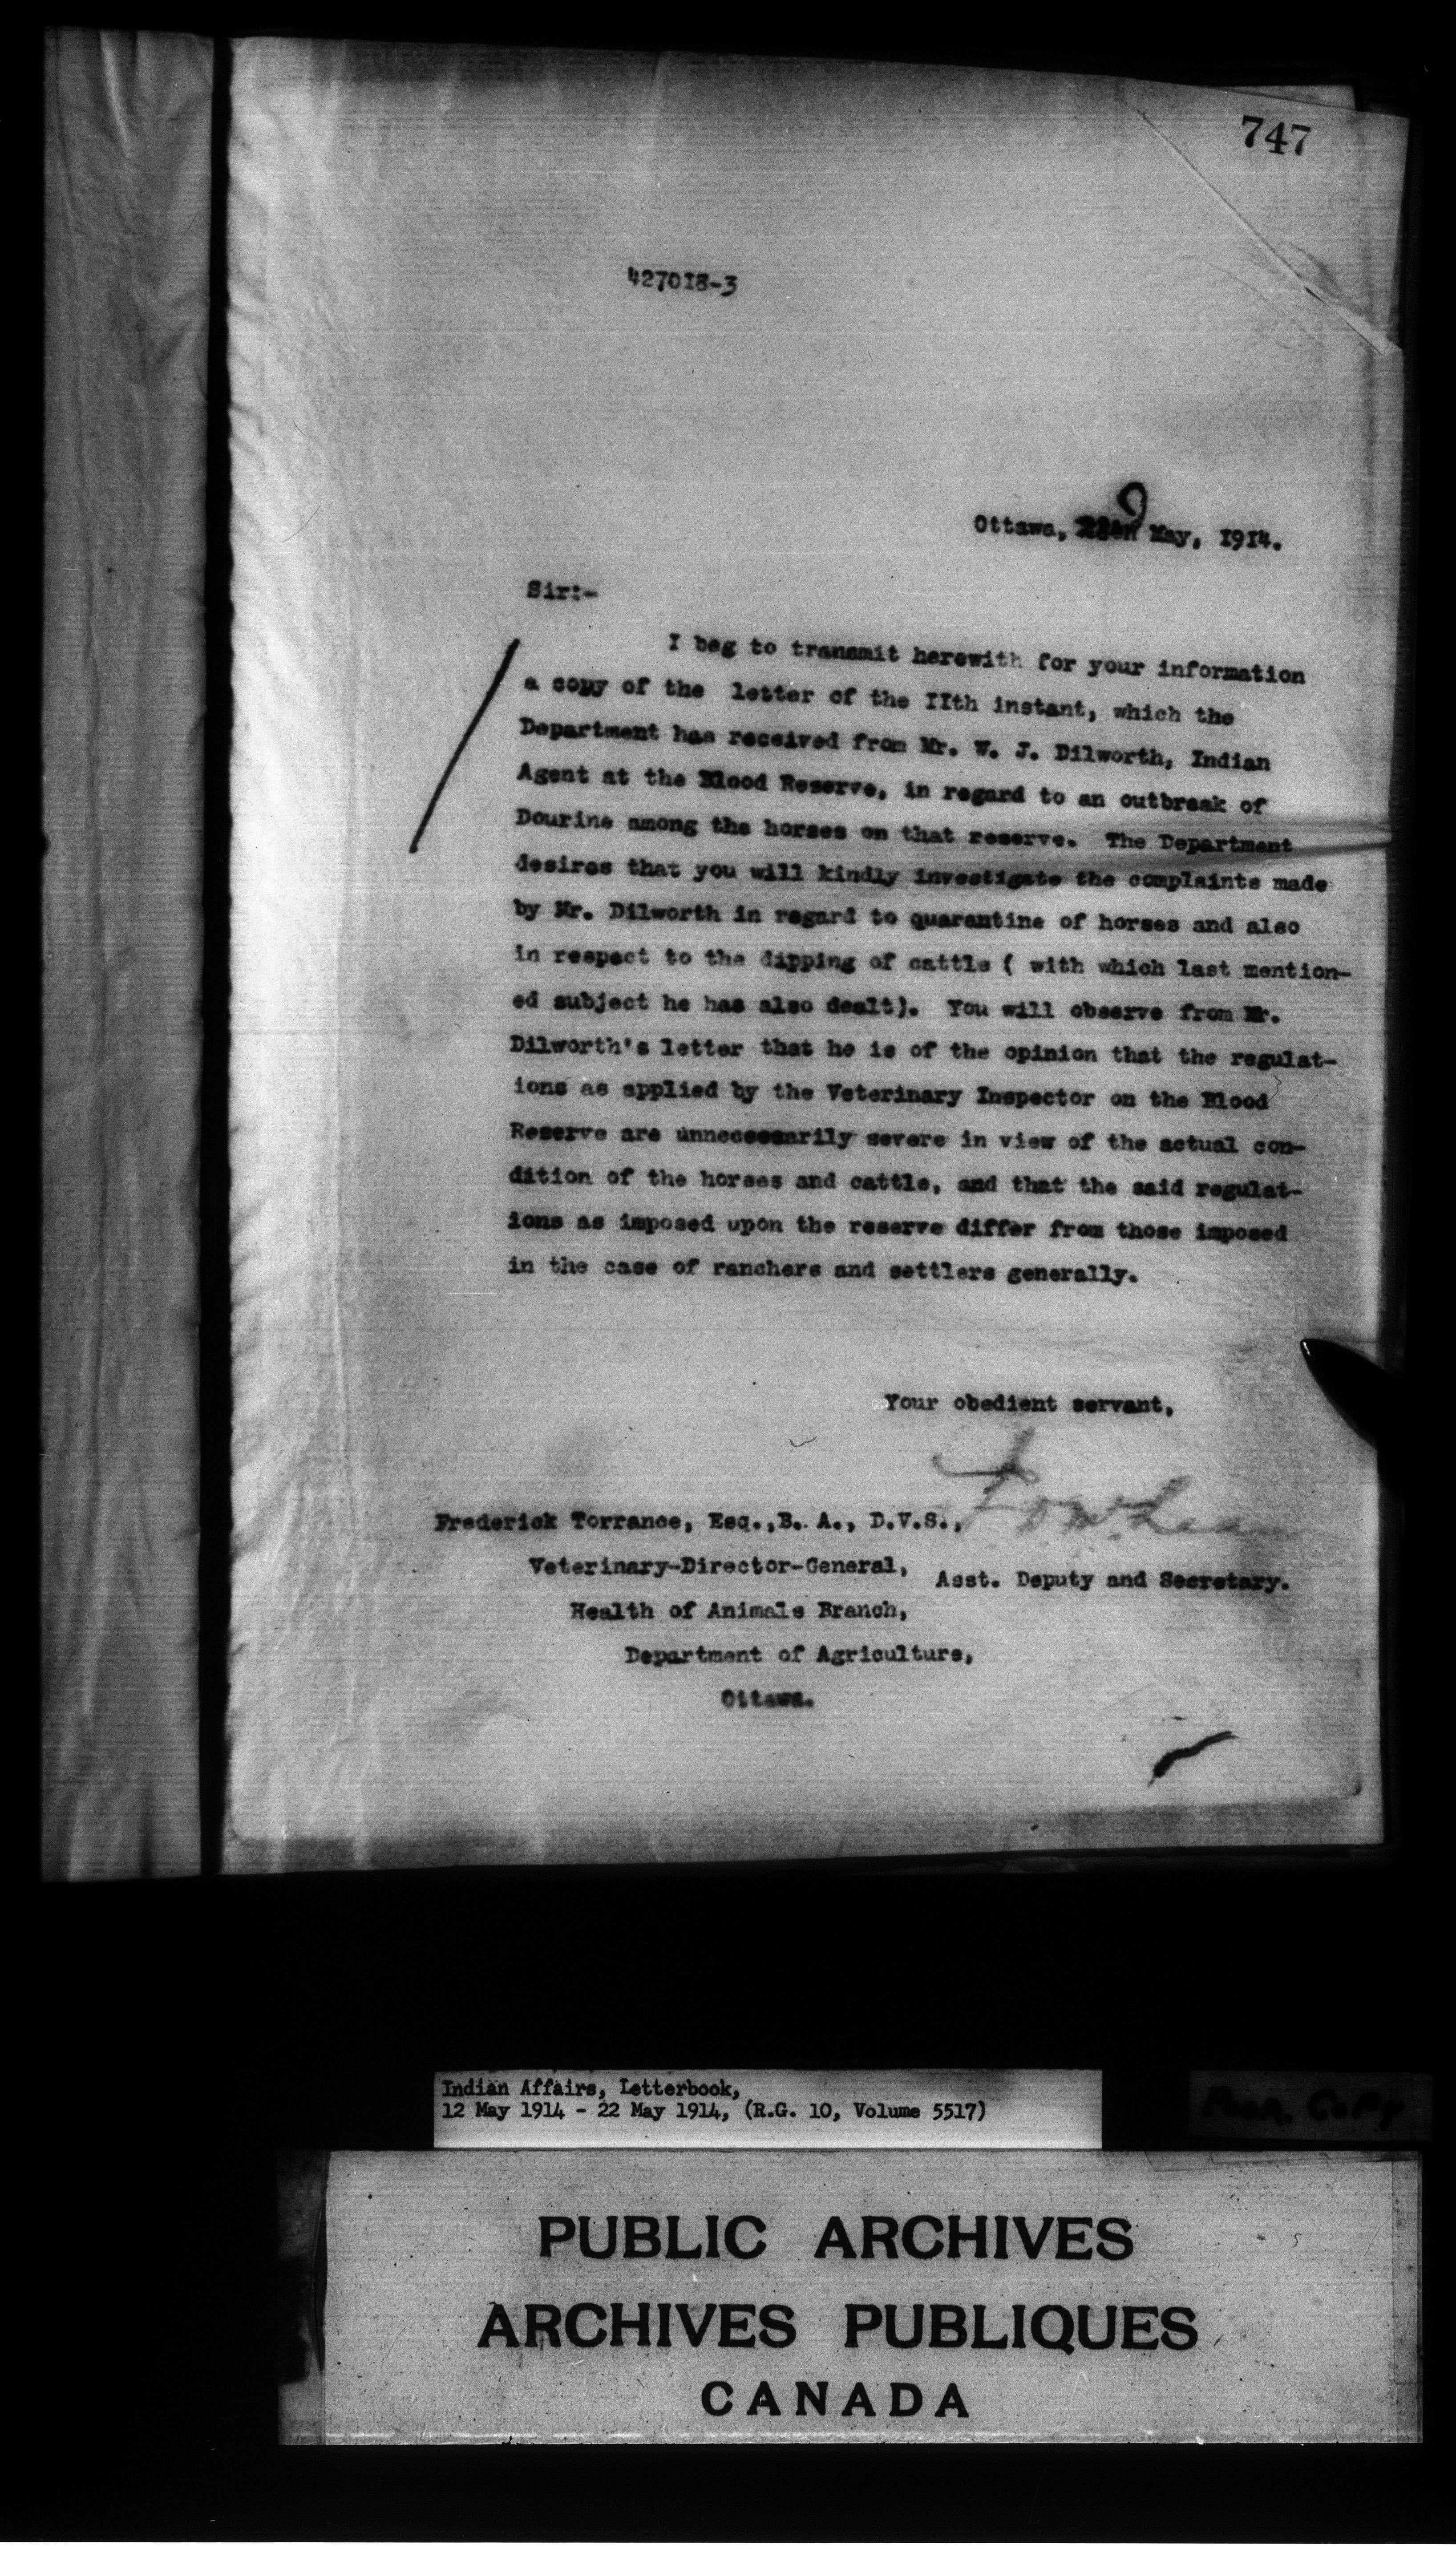 747
427018-3
Ottawa, May, 1914.
Sir:-
I beg to transmit herewith for your information
a copy of the letter of the IIth instant, which the
Department has received from Mr. W. J. Dilworth, Indian
Agent at the Blood Reserve, in regard to an outbreak of
Dourine among the horses on that reserve. The Department
desires that you will kindly investigate the complaints made
by Mr. Dilworth in regard to quarantine of horses and also
in respect to the dipping of cattle ( with which last mention-
ed subject he has also dealt). You will observe from Mr.
Dilworth's letter that he is of the opinion that the regulat-
ions as applied by the Veterinary Inspector on the Blood
Reserve are unnecessarily severe in view of the actual con-
dition of the horses and cattle, and that the said regulat-
ions as imposed upon the reserve differ from those imposed
in the case of ranchers and settlers generally.
Your obedient servant,
Frederick Torrance, Esq.,B. A., D.V.S.,
Veterinary-Director-General,
Asst. Deputy and Secretary.
Health of Animals Branch,
Department of Agriculture,
Ottawa.
Indian Affairs, Letterbook,
12 May 1914 - 22 May 1914, (R.G. 10, Volume 5517)
Poor Copy
PUBLIC ARCHIVES
ARCHIVES PUBLIQUES
CANADA